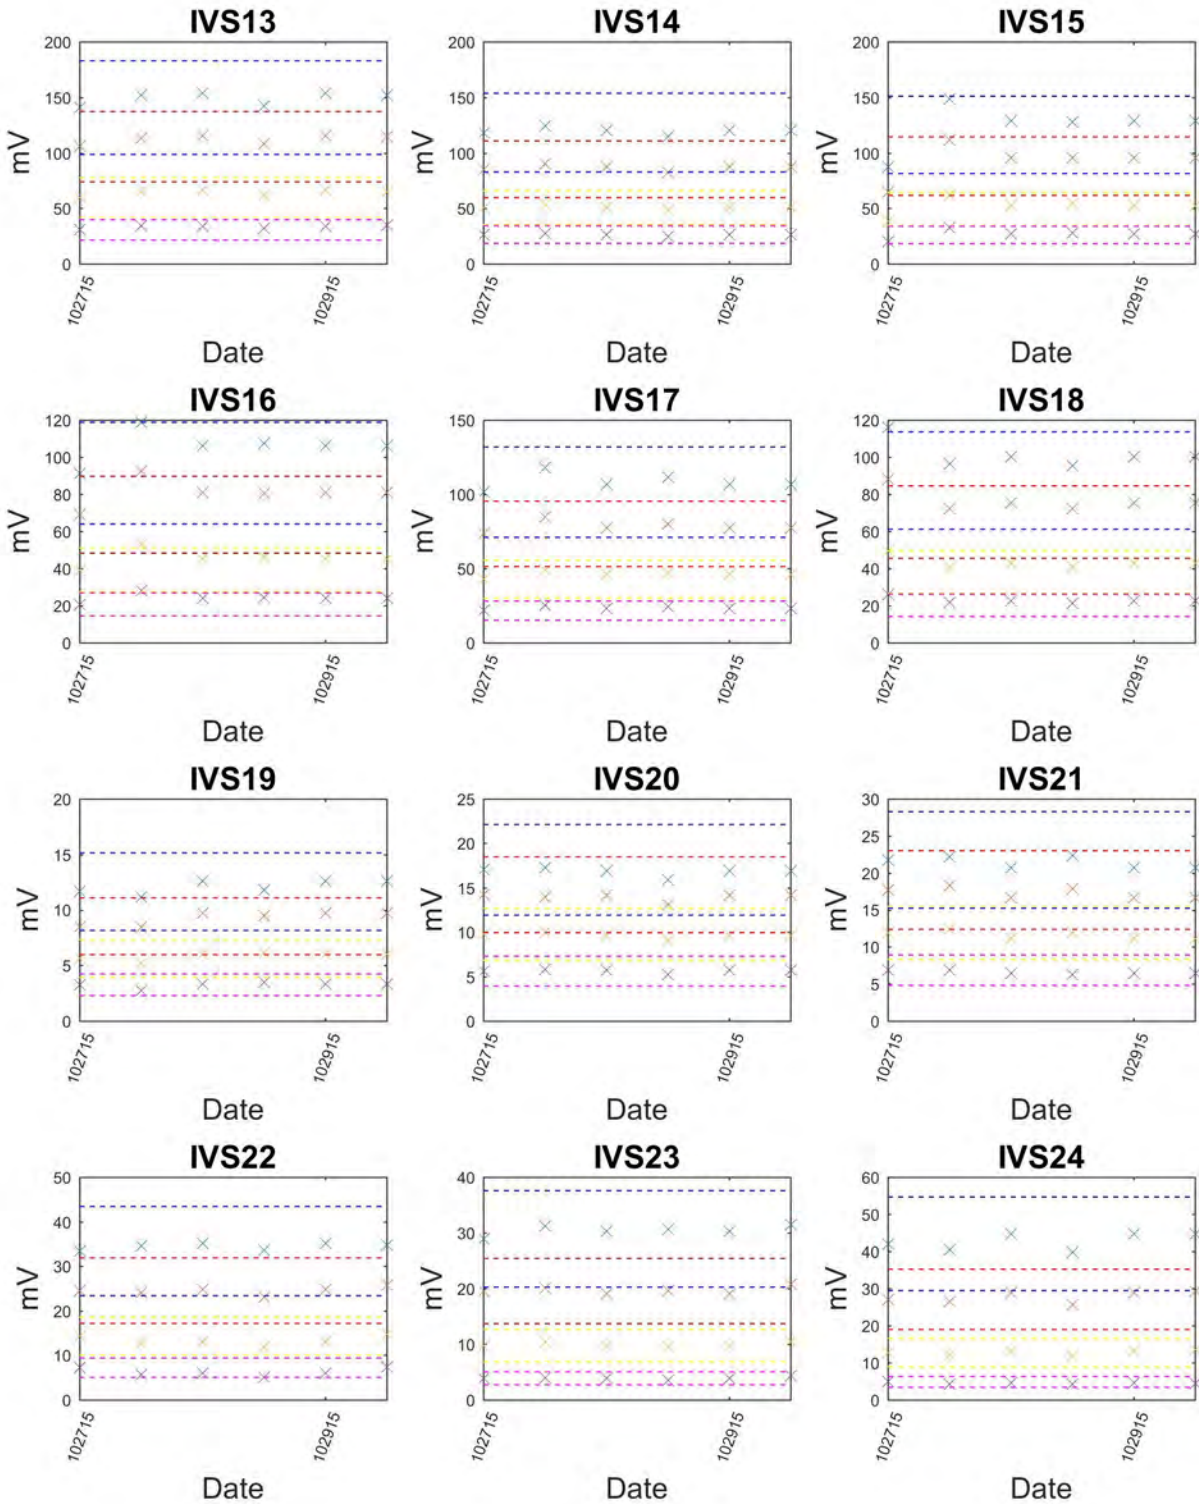 IVS13 IVS14 IVS15
200 200 200
150 150 150
mV mV mV
100 100 100
50 50 50
0 0 0
102715 102915 102715 102915 102715 102915
Date Date Date
IVS16 IVS17 IVS18
120 150 120
100 100
100
80 80
mV mV mV
60 60
50
40 40
20 20
0 0 0
102715 102915 102715 102915 102715 102915
Date Date Date
IVS19 IVS20 IVS21
20 25 30
25
20
15
20
15
mV mV mV
10 15
10
10
5
5
5
0 0 0
102715 102915 102715 102915 102715 102915
Date Date Date
IVS22 IVS23 IVS24
50 40 60
50
40
30
40
30
mV mV mV
20 30
20
20
10
10
10
0 0 0
102715 102915 102715 102915 102715 102915
Date Date Date